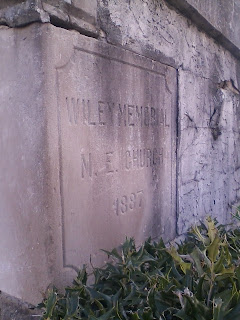 WILEY MEMORIAL
M. E. CHURCH
1887